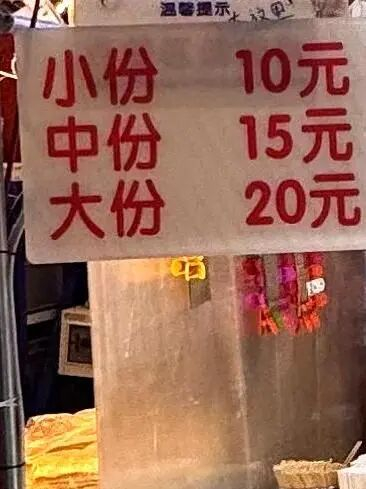 温馨提示
小份 10元
中份 15元
大份 20元